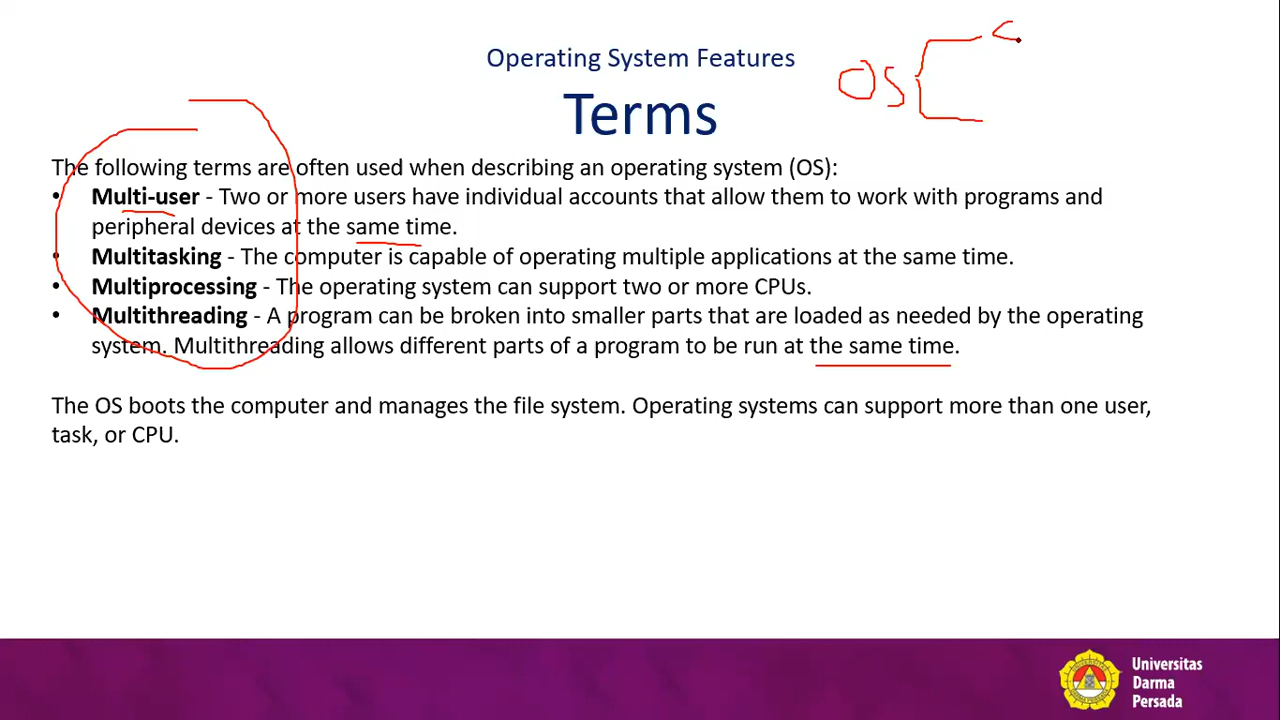 Operating System Features
OS
Terms
The following terms are often used when describing an operating system (OS):
• Multi-user - Two or more users have individual accounts that allow them to work with programs and
peripheral devices at the same time.
• Multitasking - The computer is capable of operating multiple applications at the same time.
• Multiprocessing - The operating system can support two or more CPUs.
• Multithreading - A program can be broken into smaller parts that are loaded as needed by the operating
system. Multithreading allows different parts of a program to be run at the same time.
The OS boots the computer and manages the file system. Operating systems can support more than one user,
task, or CPU.
Universitas
Darma
Persada